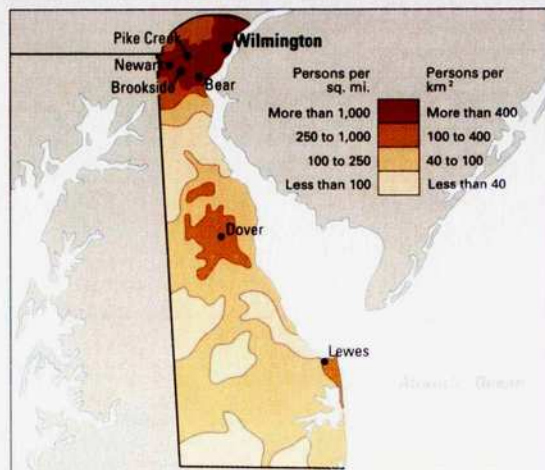 Pike Creek
Wilmington
Newark
Brookside
Bear
Persons per
sq. mi.
Persons per
km²
More than 1,000
More than 400
250 to 1,000
100 to 400
100 to 250
40 to 100
Less than 100
Less than 40
Dover
Lewes
Atlantic Ocean